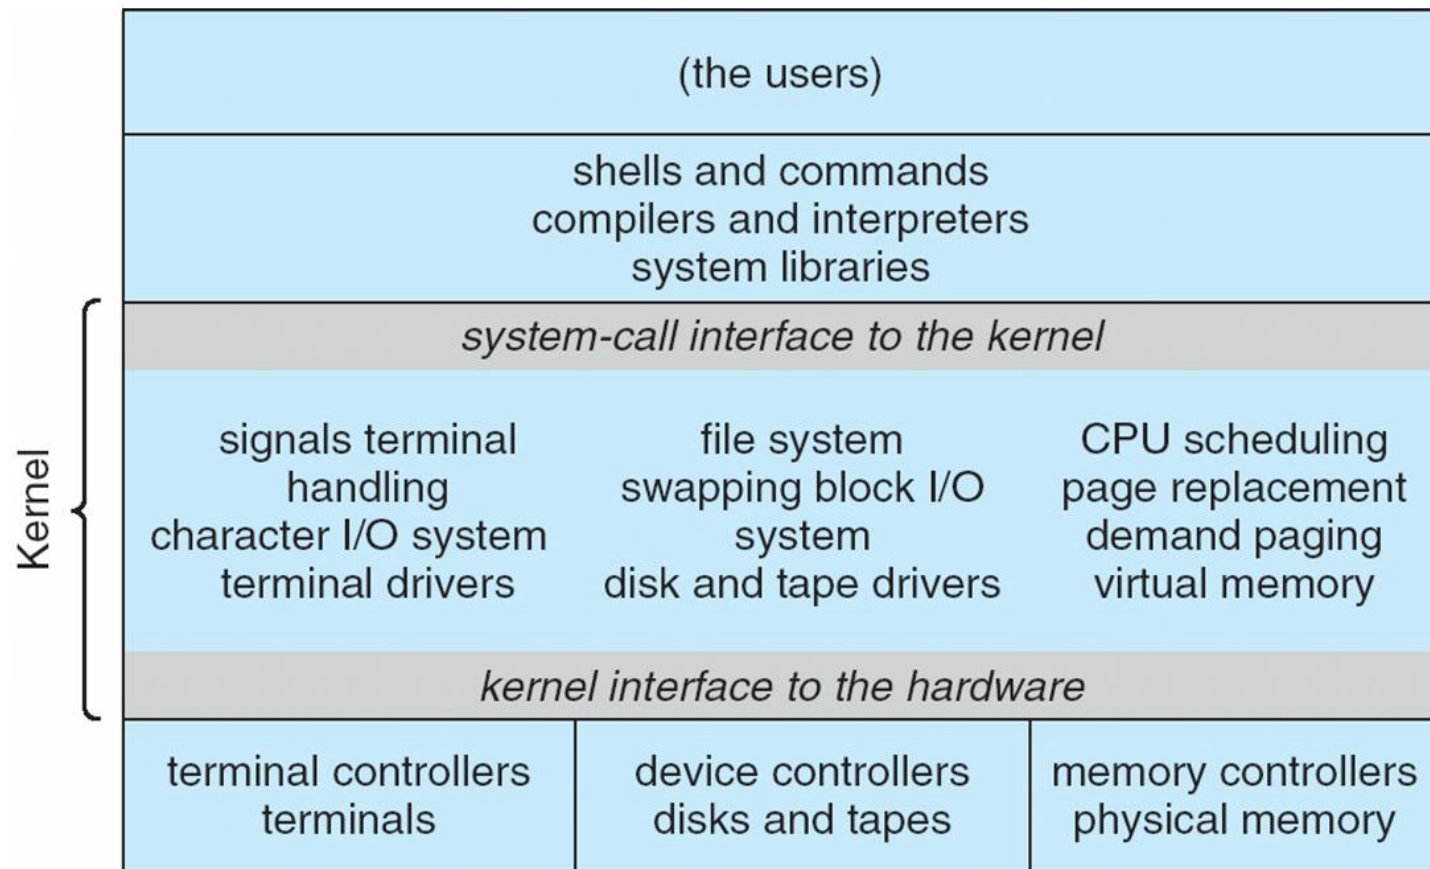 (the users)
shells and commands
compilers and interpreters
system libraries
Kernel
system-call interface to the kernel
signals terminal
handling
character I/O system
terminal drivers
file system
swapping block I/O
system
disk and tape drivers
CPU scheduling
page replacement
demand paging
virtual memory
kernel interface to the hardware
terminal controllers
terminals
device controllers
disks and tapes
memory controllers
physical memory